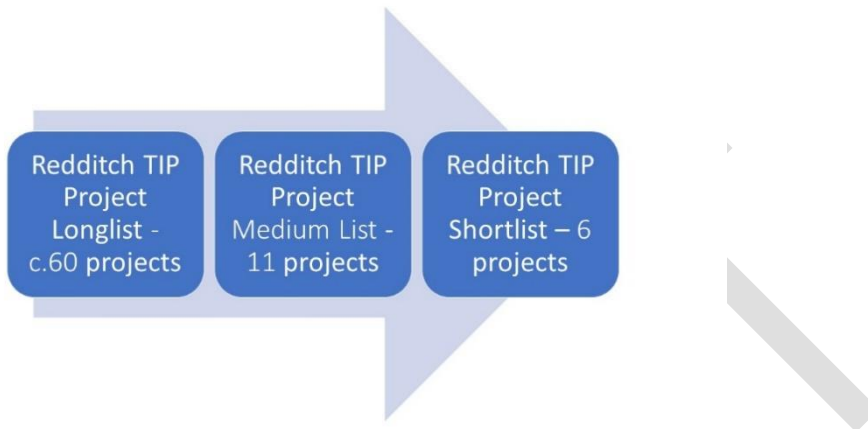 Redditch TIP
Project
Longlist -
c.60 projects
Redditch TIP
Project
Medium List -
11 projects
Redditch TIP
Project
Shortlist – 6
projects